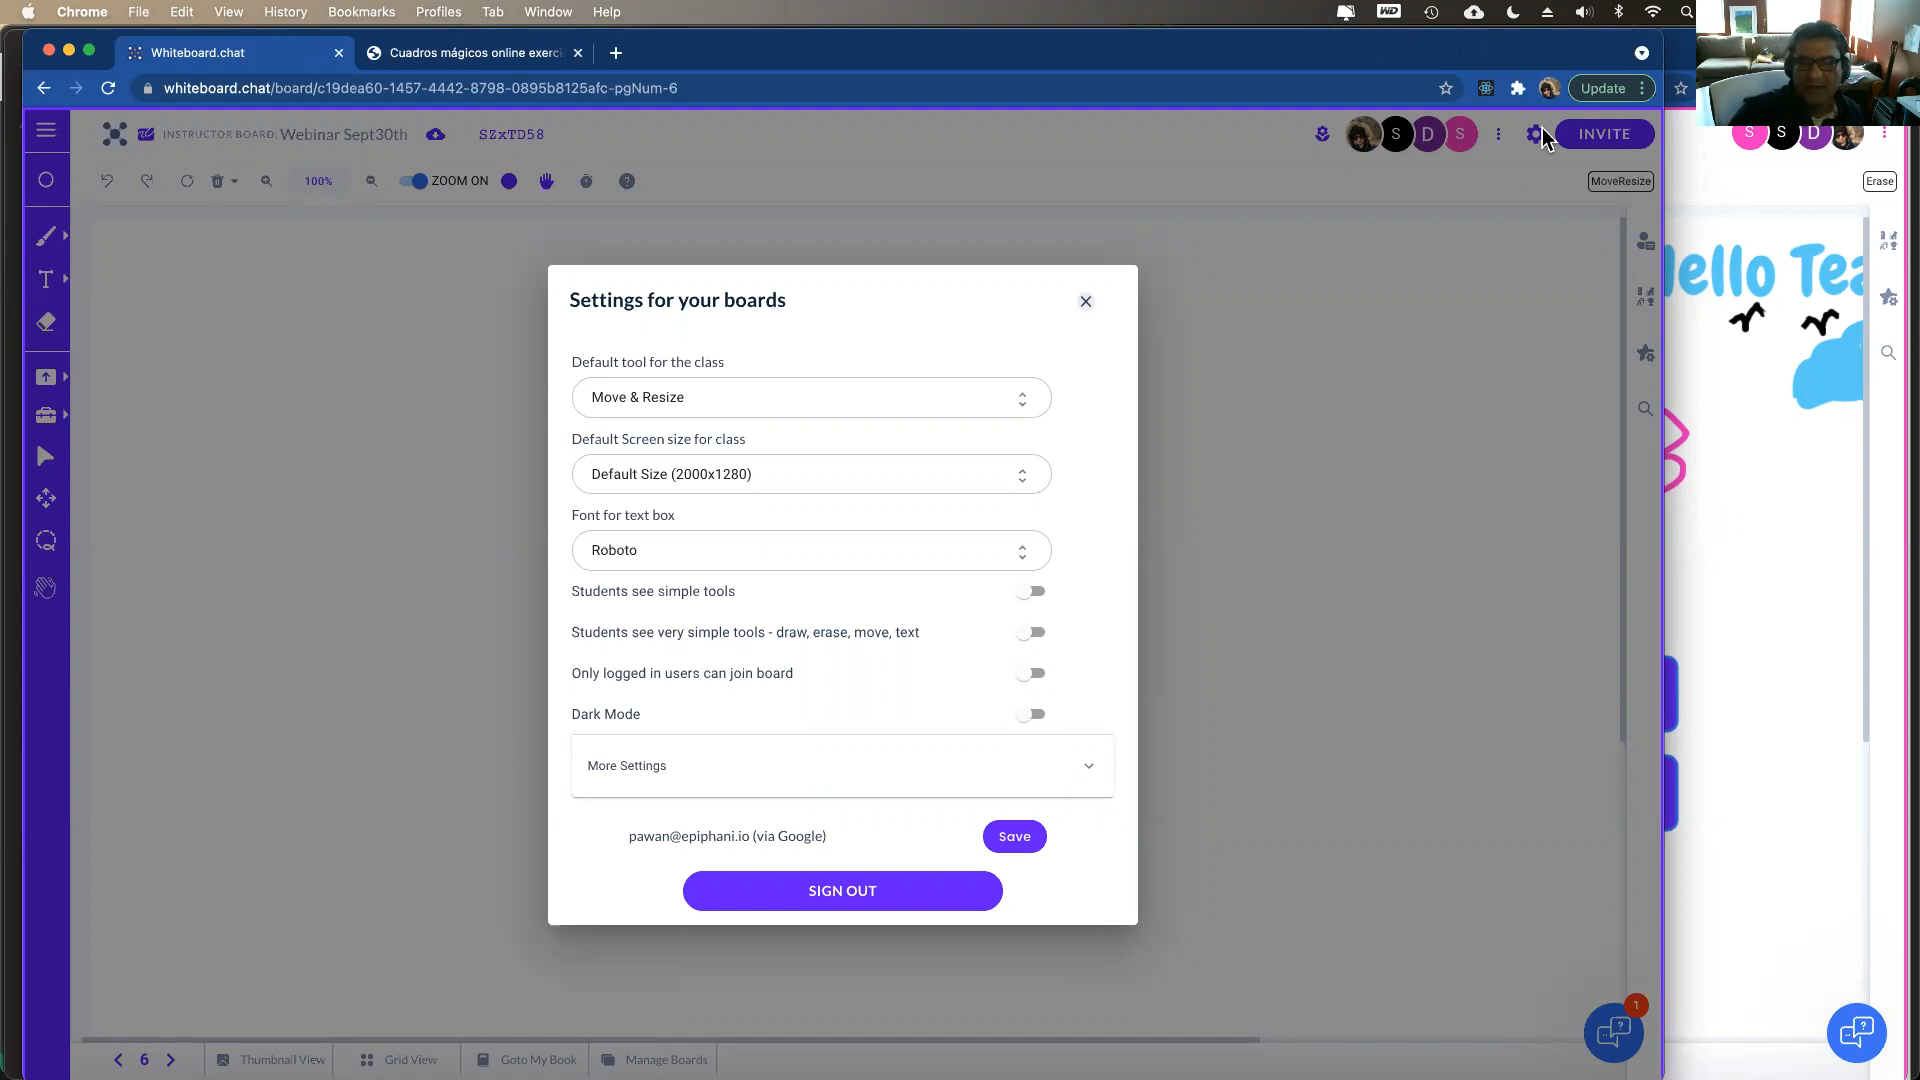 Chrome File Edit View History Bookmarks Profiles Tab Window Help
WD
Whiteboard.chat
Cuadros mágicos online exerci
whiteboard.chat/board/c19dea60-1457-4442-8798-0895b8125afc-pgNum-6
Update
INSTRUCTOR BOARD: Webinar Sept30th
SZxTD58
S D S
INVITE
S S D
100%
ZOOM ON
MoveResize
Erase
T
ello Tea
Settings for your boards
Default tool for the class
Move & Resize
Default Screen size for class
Default Size (2000x1280)
Font for text box
Roboto
Students see simple tools
Students see very simple tools - draw, erase, move, text
Only logged in users can join board
Dark Mode
More Settings
pawan@epiphani.io (via Google)
Save
SIGN OUT
1
6
Thumbnail View
Grid View
Goto My Book
Manage Boards